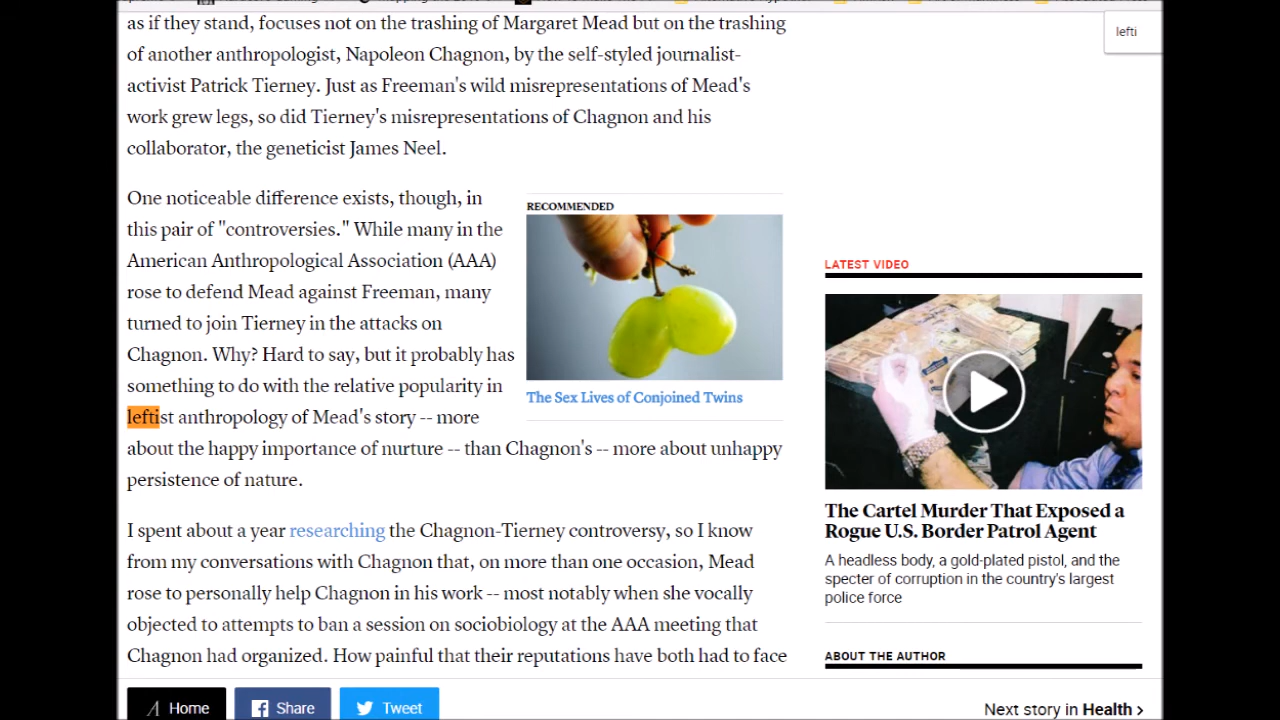 lefti
as if they stand, focuses not on the trashing of Margaret Mead but on the trashing
of another anthropologist, Napoleon Chagnon, by the self-styled journalist-
activist Patrick Tierney. Just as Freeman's wild misrepresentations of Mead's
work grew legs, so did Tierney's misrepresentations of Chagnon and his
collaborator, the geneticist James Neel.
One noticeable difference exists, though, in
this pair of "controversies." While many in the
American Anthropological Association (AAA)
rose to defend Mead against Freeman, many
turned to join Tierney in the attacks on
Chagnon. Why? Hard to say, but it probably has
something to do with the relative popularity in
leftist anthropology of Mead's story -- more
about the happy importance of nurture -- than Chagnon's -- more about unhappy
persistence of nature.
RECOMMENDED
The Sex Lives of Conjoined Twins
I spent about a year researching the Chagnon-Tierney controversy, so I know
from my conversations with Chagnon that, on more than one occasion, Mead
rose to personally help Chagnon in his work -- most notably when she vocally
objected to attempts to ban a session on sociobiology at the AAA meeting that
Chagnon had organized. How painful that their reputations have both had to face
LATEST VIDEO
The Cartel Murder That Exposed a
Rogue U.S. Border Patrol Agent
A headless body, a gold-plated pistol, and the
specter of corruption in the country's largest
police force
ABOUT THE AUTHOR
Home
Share
Tweet
Next story in Health >